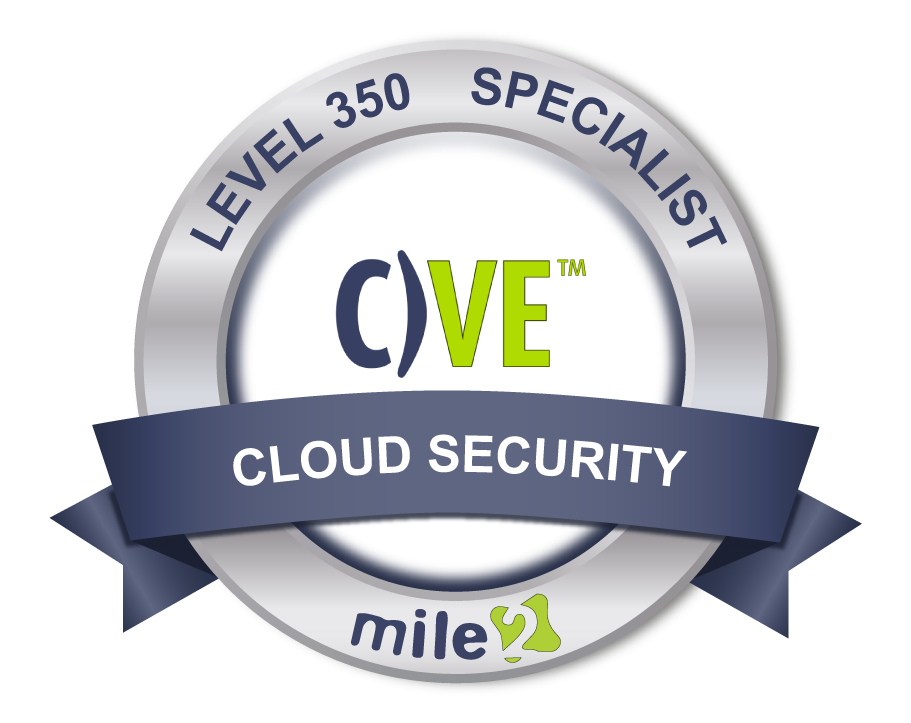 LEVEL 350 SPECIALIST
C)VE™
CLOUD SECURITY
mile2